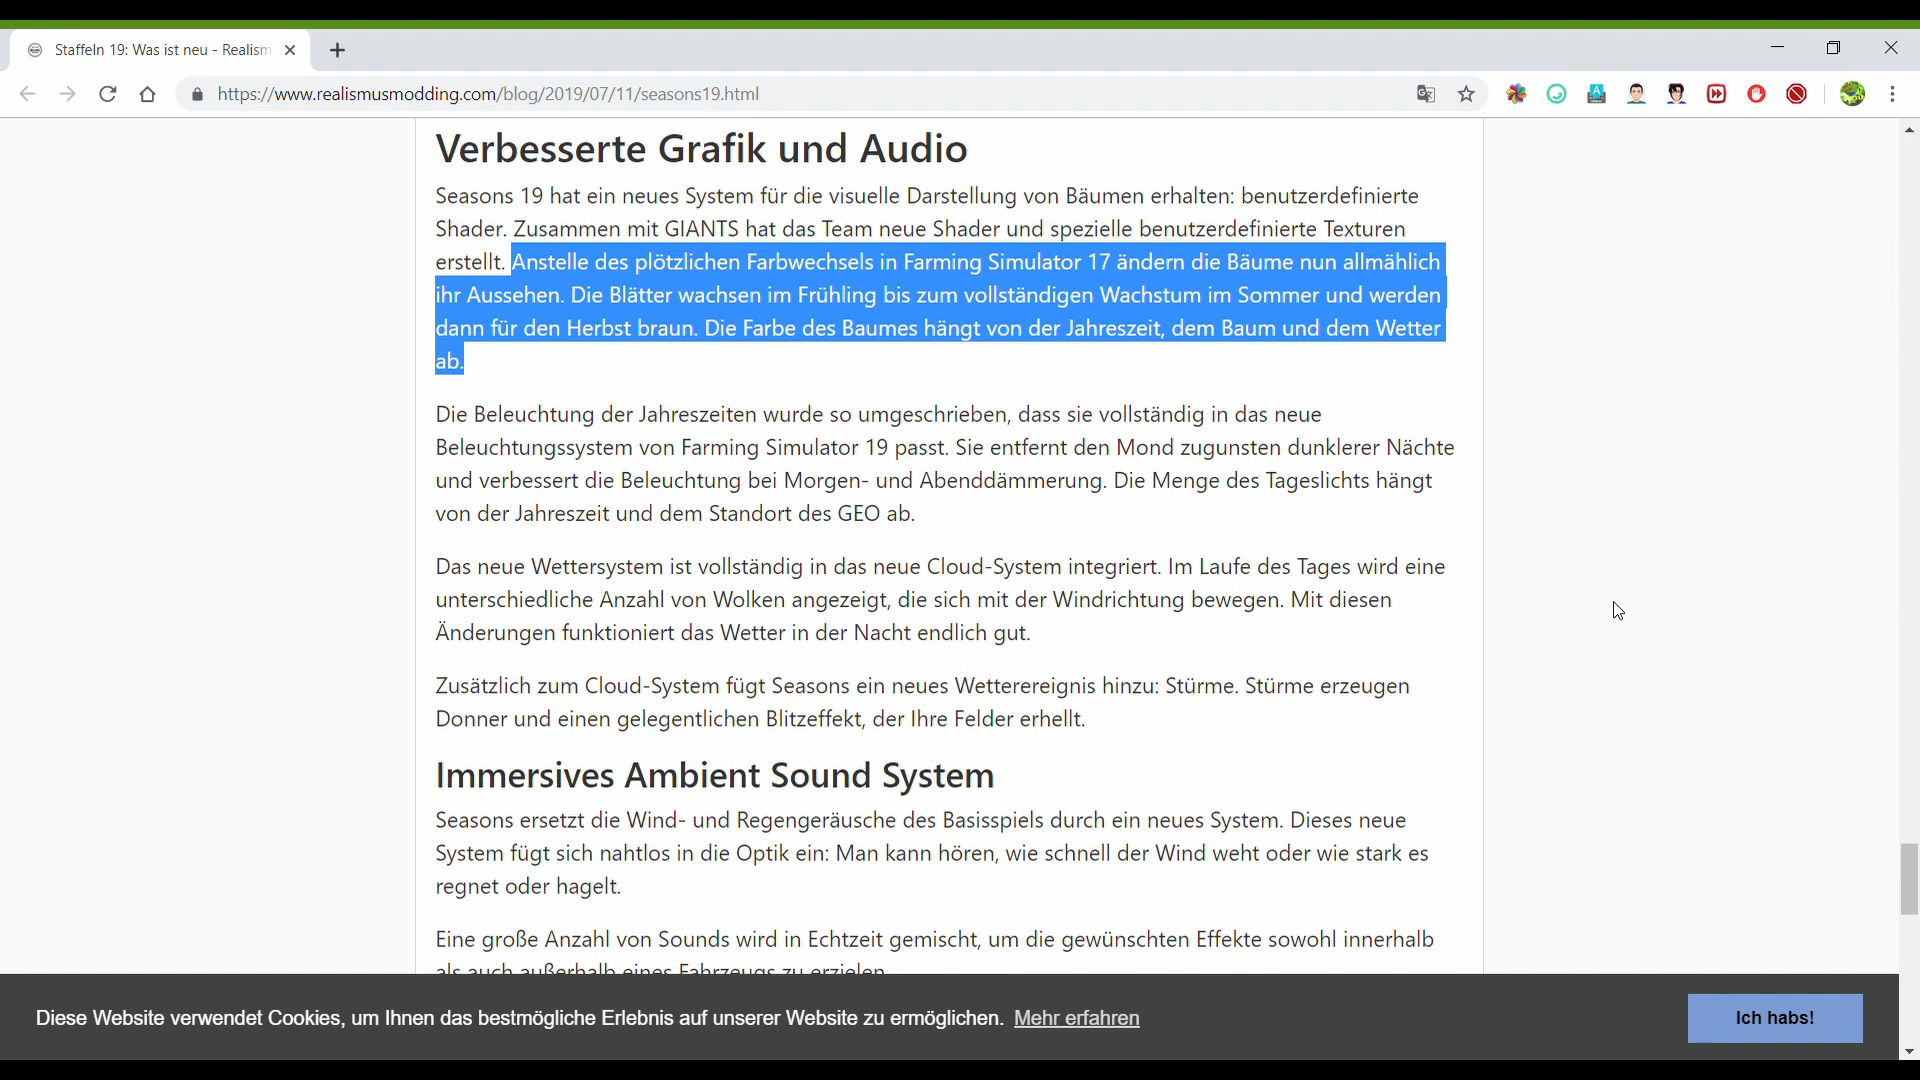 Staffeln 19: Was ist neu - Realism
https://www.realismusmodding.com/blog/2019/07/11/seasons19.html
Verbesserte Grafik und Audio
Seasons 19 hat ein neues System für die visuelle Darstellung von Bäumen erhalten: benutzerdefinierte
Shader. Zusammen mit GIANTS hat das Team neue Shader und spezielle benutzerdefinierte Texturen
erstellt. Anstelle des plötzlichen Farbwechsels in Farming Simulator 17 ändern die Bäume nun allmählich
ihr Aussehen. Die Blätter wachsen im Frühling bis zum vollständigen Wachstum im Sommer und werden
dann für den Herbst braun. Die Farbe des Baumes hängt von der Jahreszeit, dem Baum und dem Wetter
ab.
Die Beleuchtung der Jahreszeiten wurde so umgeschrieben, dass sie vollständig in das neue
Beleuchtungssystem von Farming Simulator 19 passt. Sie entfernt den Mond zugunsten dunklerer Nächte
und verbessert die Beleuchtung bei Morgen- und Abenddämmerung. Die Menge des Tageslichts hängt
von der Jahreszeit und dem Standort des GEO ab.
Das neue Wettersystem ist vollständig in das neue Cloud-System integriert. Im Laufe des Tages wird eine
unterschiedliche Anzahl von Wolken angezeigt, die sich mit der Windrichtung bewegen. Mit diesen
Änderungen funktioniert das Wetter in der Nacht endlich gut.
Zusätzlich zum Cloud-System fügt Seasons ein neues Wetterereignis hinzu: Stürme. Stürme erzeugen
Donner und einen gelegentlichen Blitzeffekt, der Ihre Felder erhellt.
Immersives Ambient Sound System
Seasons ersetzt die Wind- und Regengeräusche des Basisspiels durch ein neues System. Dieses neue
System fügt sich nahtlos in die Optik ein: Man kann hören, wie schnell der Wind weht oder wie stark es
regnet oder hagelt.
Eine große Anzahl von Sounds wird in Echtzeit gemischt, um die gewünschten Effekte sowohl innerhalb
als auch außerhalb eines Fahrzeugs zu erzielen
Diese Website verwendet Cookies, um Ihnen das bestmögliche Erlebnis auf unserer Website zu ermöglichen. Mehr erfahren
Ich habs!